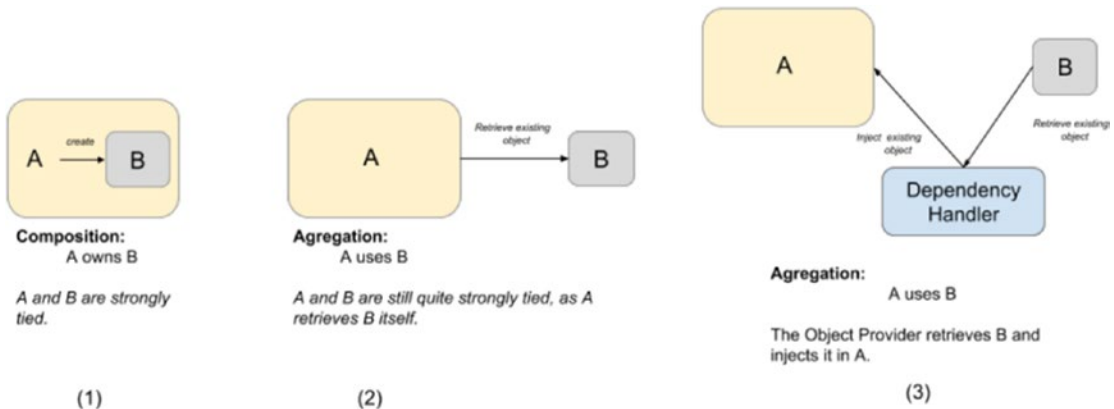 A
create
B
Composition:
A owns B
A and B are strongly
tied.
(1)
A
Retrieve existing
object
B
Agregation:
A uses B
A and B are still quite strongly tied, as A
retrieves B itself.
(2)
A
B
Inject existing
object
Retrieve existing
object
Dependency
Handler
Agregation:
A uses B
The Object Provider retrieves B and
injects it in A.
(3)